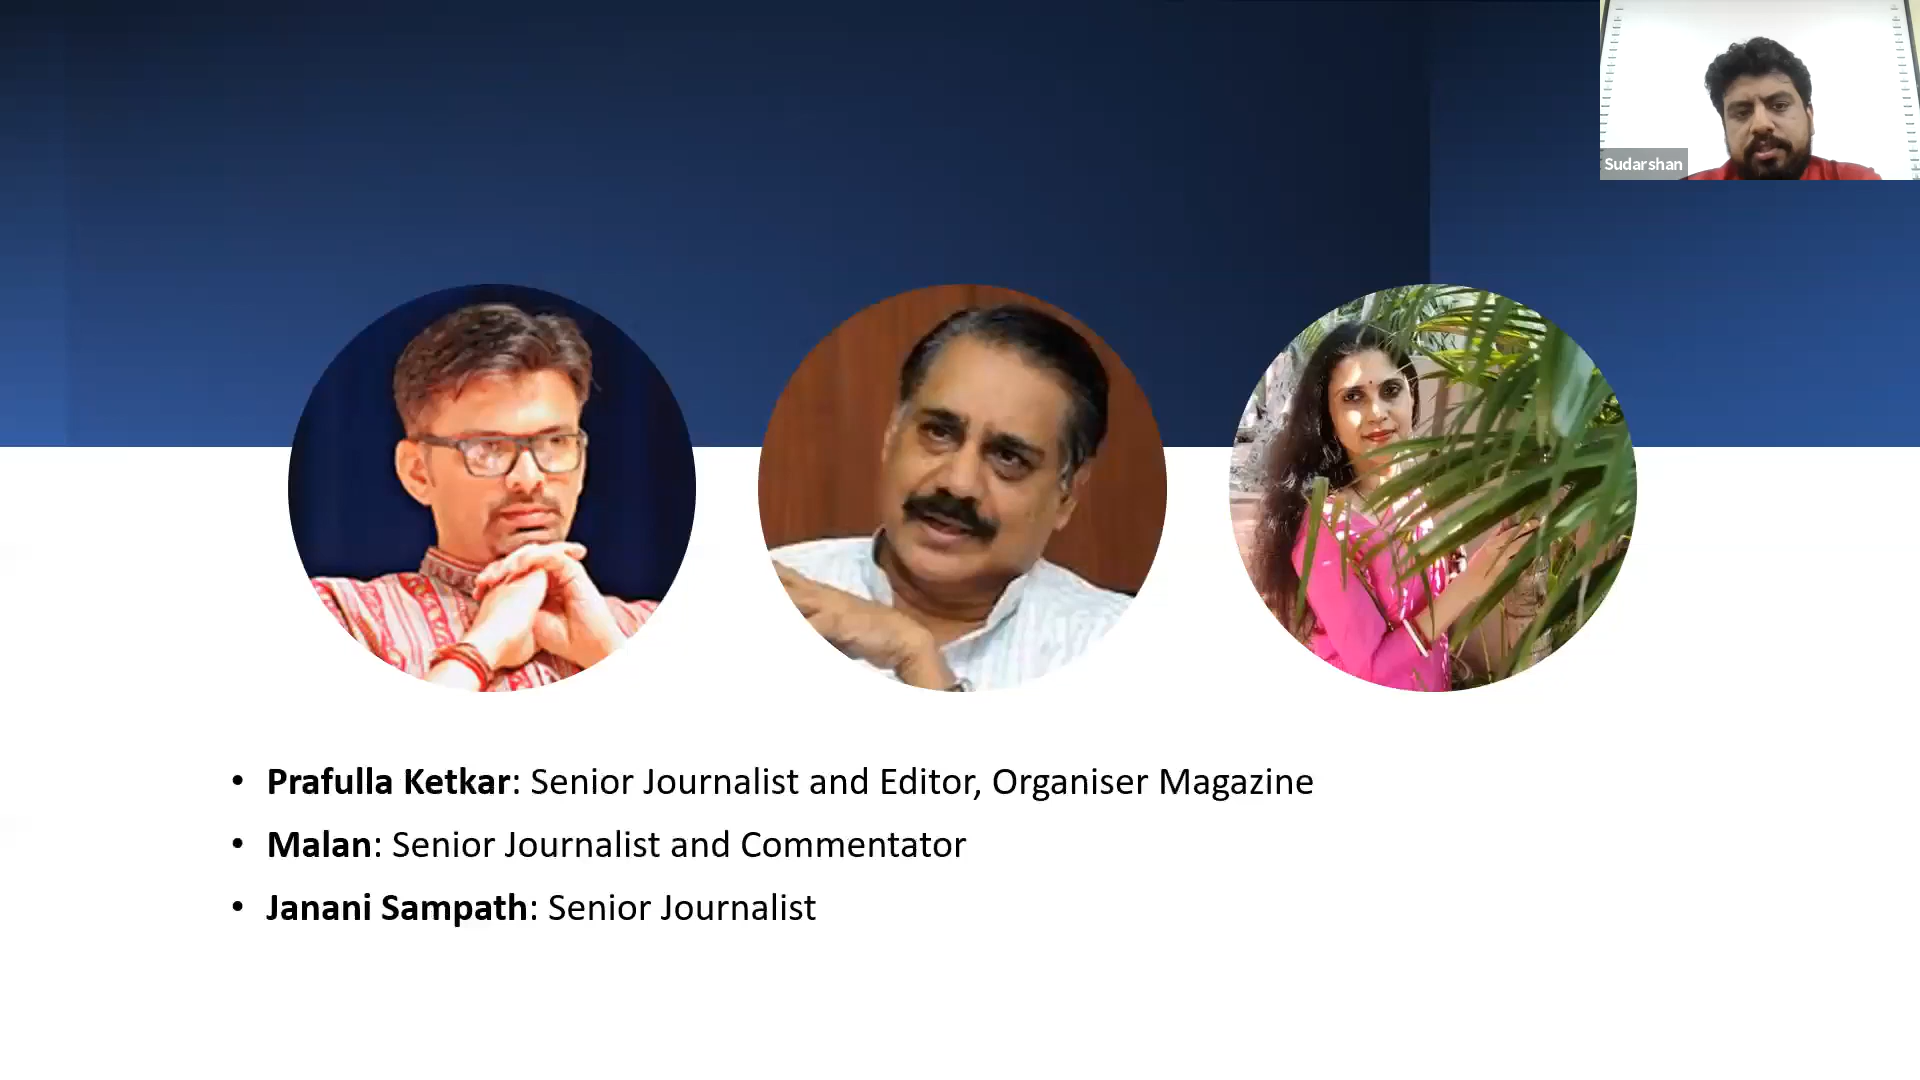 Sudarshan
• Prafulla Ketkar: Senior Journalist and Editor, Organiser Magazine
• Malan: Senior Journalist and Commentator
• Janani Sampath: Senior Journalist